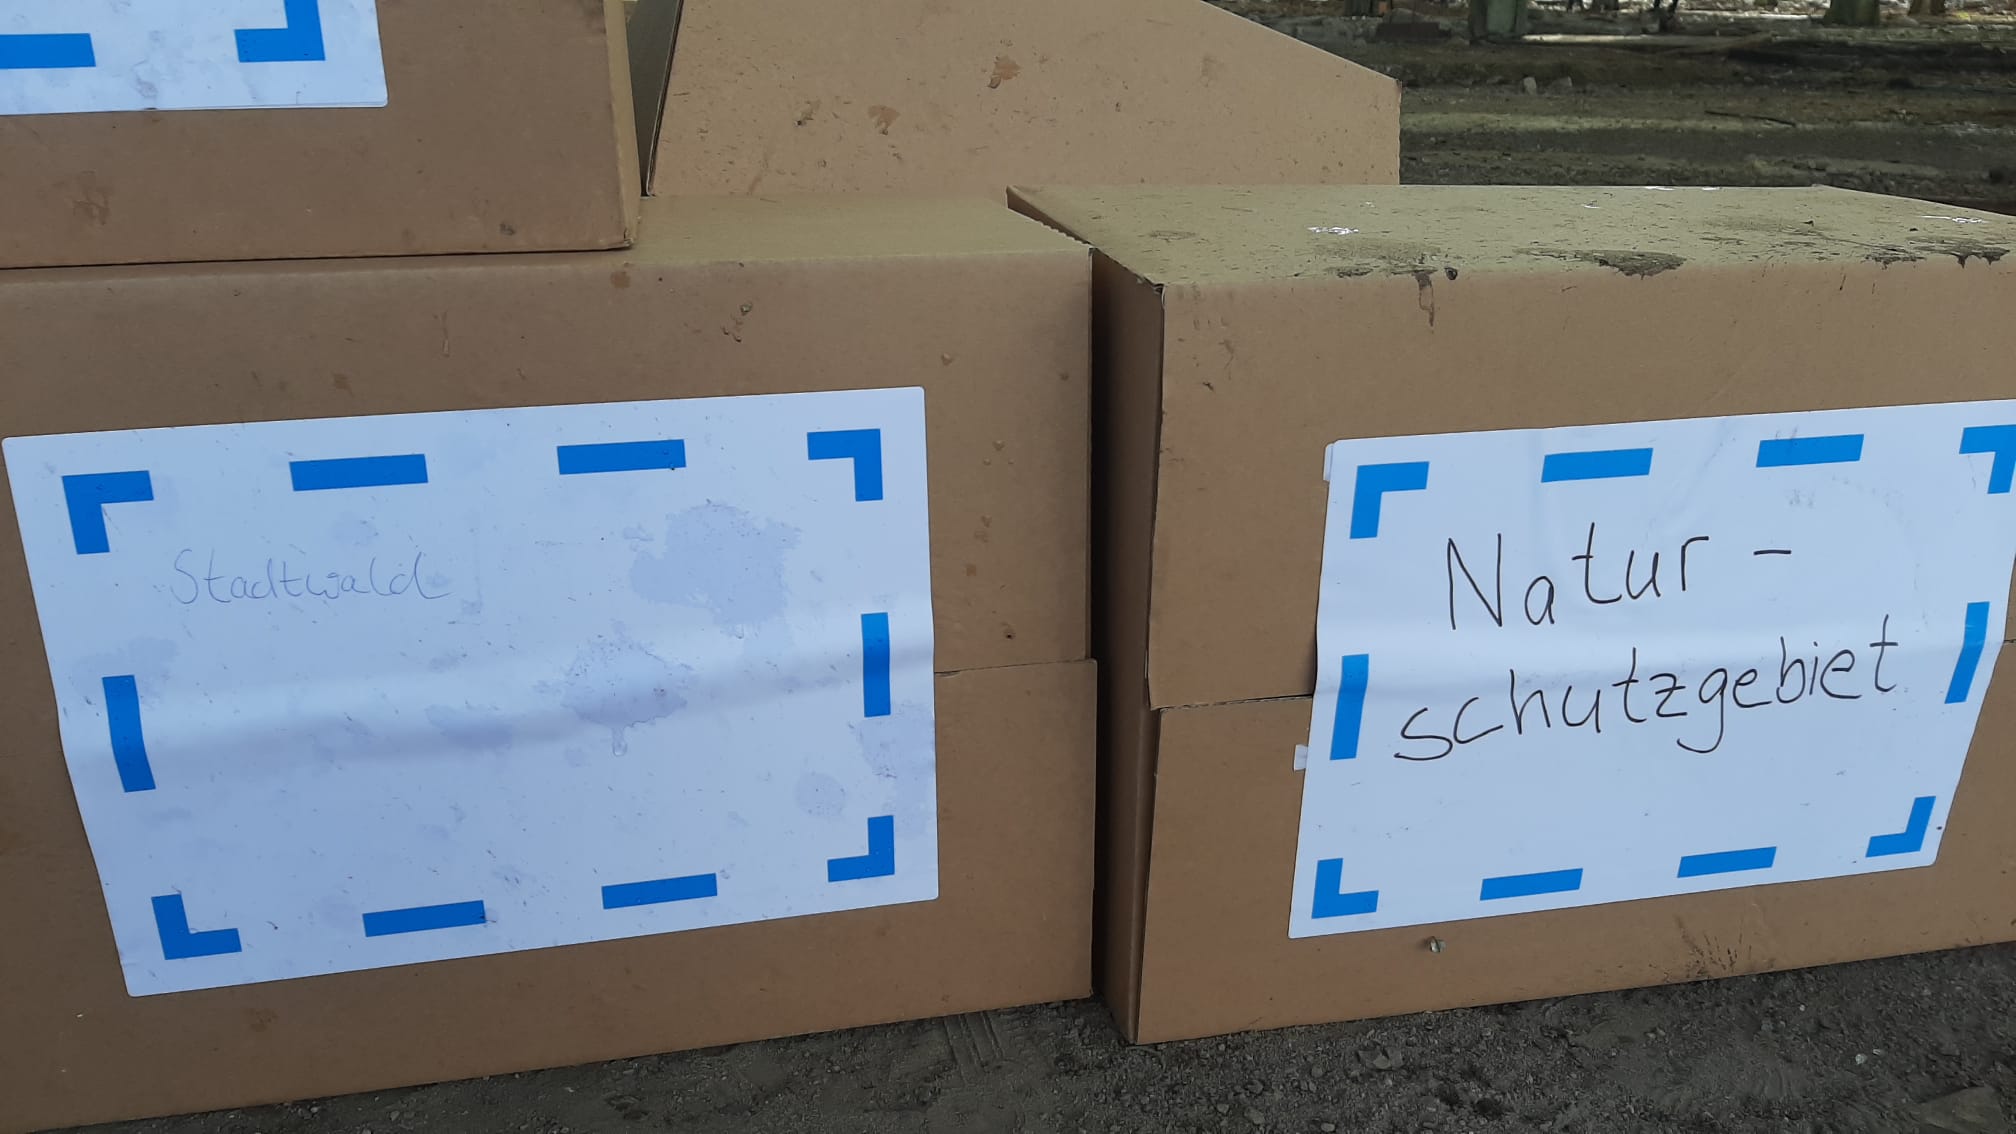 Stadtwald
Natur -
schutzgebiet